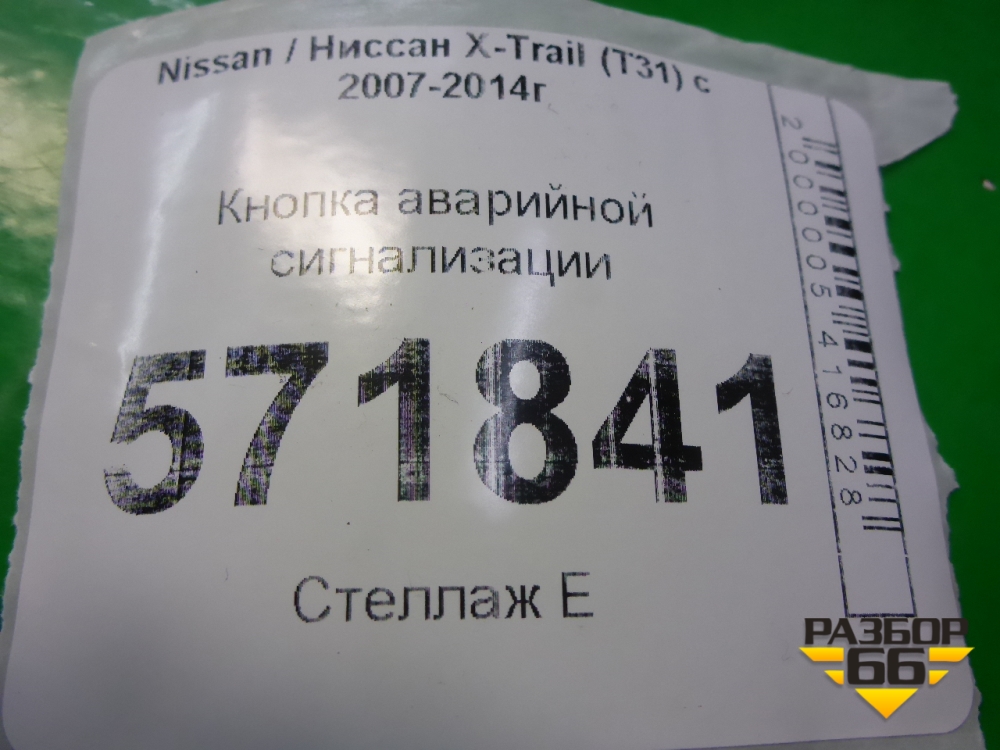 Nissan / Ниссан X-Trail (T31) с
2007-2014г
Кнопка аварийной
сигнализации
571841
Стеллаж Е
2000005416828
РАЗБОР
66